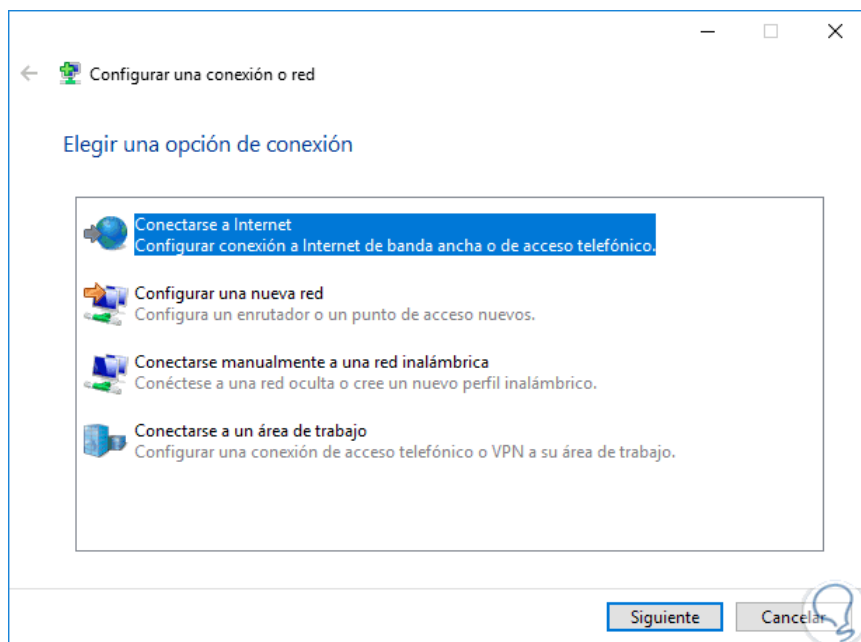 Configurar una conexión o red
Elegir una opción de conexión
Conectarse a Internet
Configurar conexión a Internet de banda ancha o de acceso telefónico.
Configurar una nueva red
Configura un enrutador o un punto de acceso nuevos.
Conectarse manualmente a una red inalámbrica
Conéctese a una red oculta o cree un nuevo perfil inalámbrico.
Conectarse a un área de trabajo
Configurar una conexión de acceso telefónico o VPN a su área de trabajo.
Siguiente
Cancelar